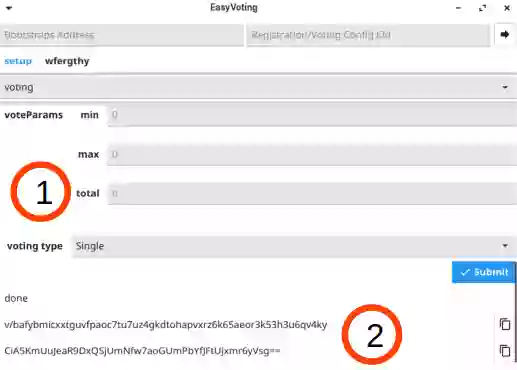 EasyVoting
Bootstraps Address Registration/Voting Config CId
setup wfergthy
voting
voteParams min 0
max 0
1
total 0
voting type Single
Submit
done
v/bafybmicxxtguvfpaoc7tu7uz4gkdtohapvxrz6k65aeor3k53h3u6qv4ky
2
CiA5KmUuJeaR9DxQSjUmNfw7aoGUmPbYfJFtUjxmr6yVsg==